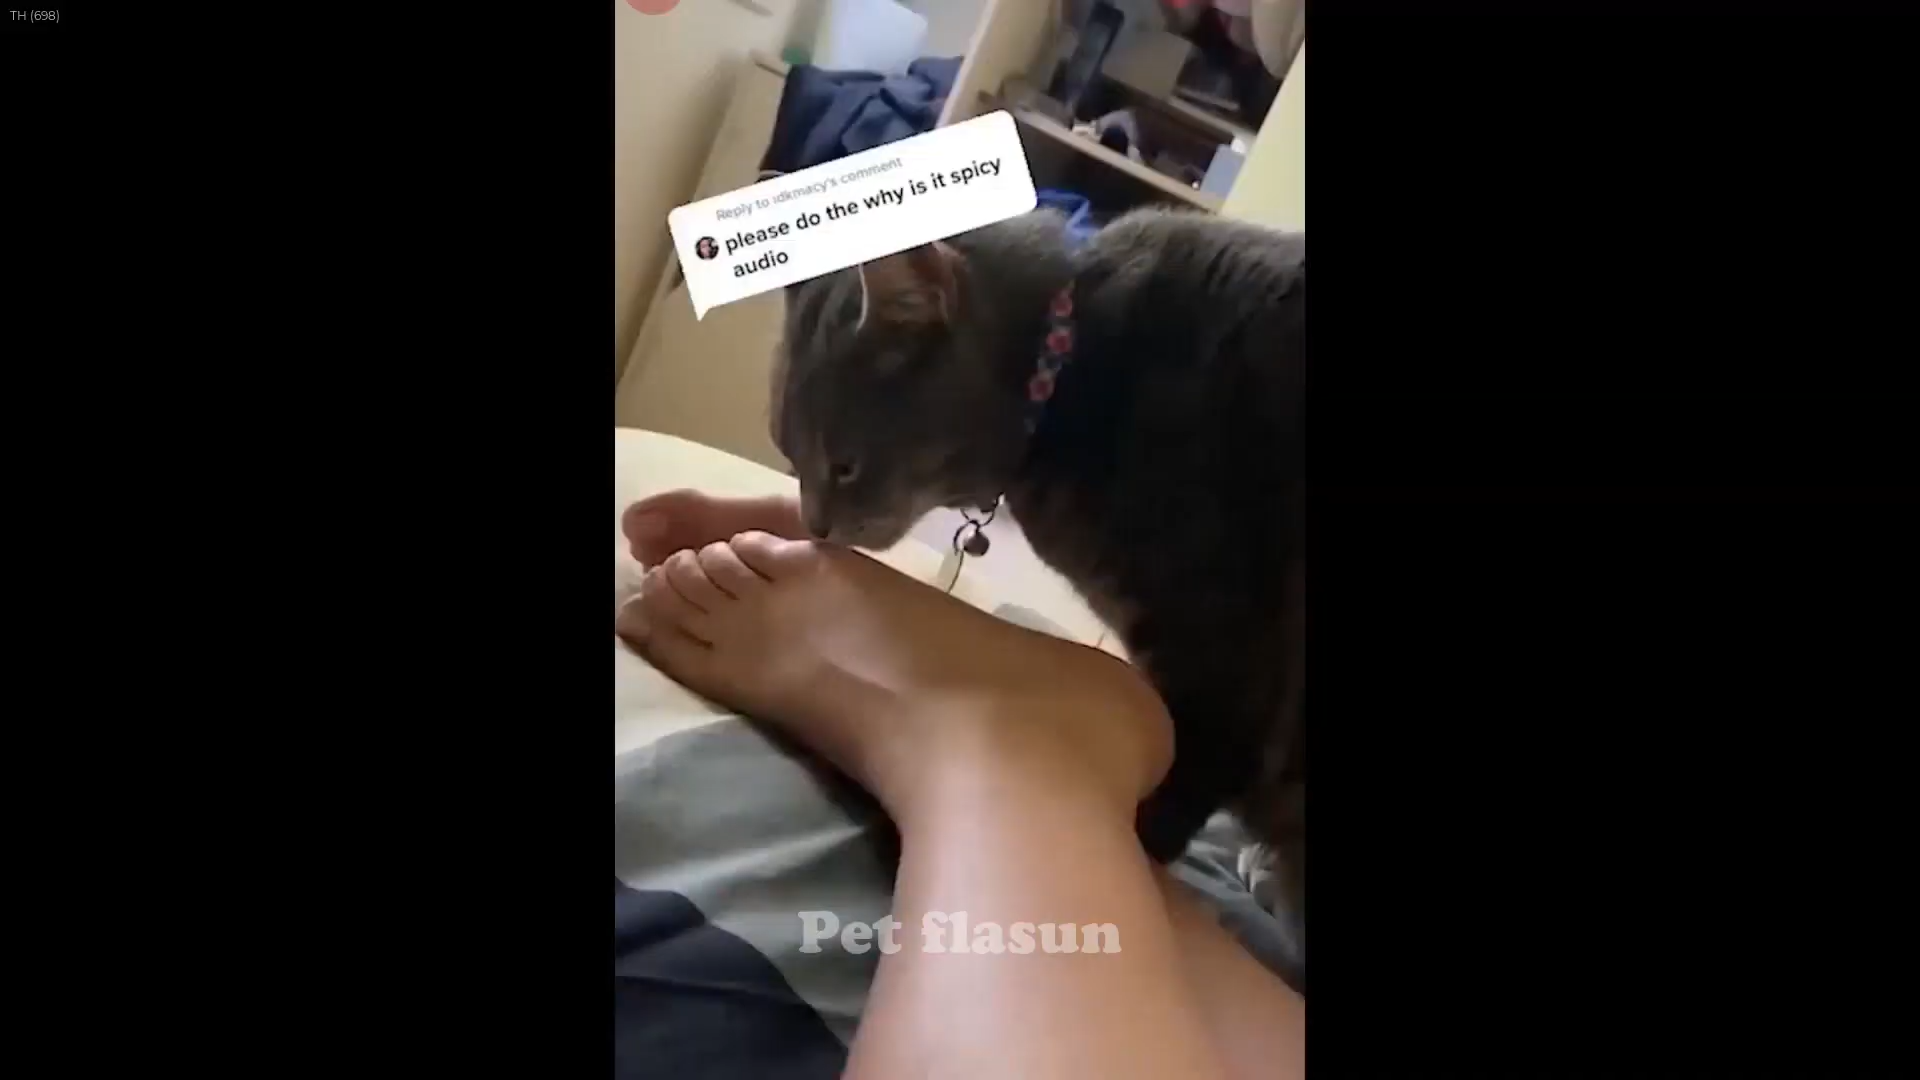 TH (698)
Reply to idkmacy's comment
please do the why is it spicy
audio
Pet flasun